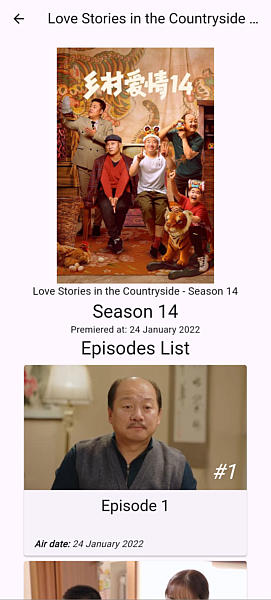 Love Stories in the Countryside ...
乡村爱情14
Love Stories in the Countryside - Season 14
Season 14
Premiered at: 24 January 2022
Episodes List
#1
Episode 1
Air date: 24 January 2022